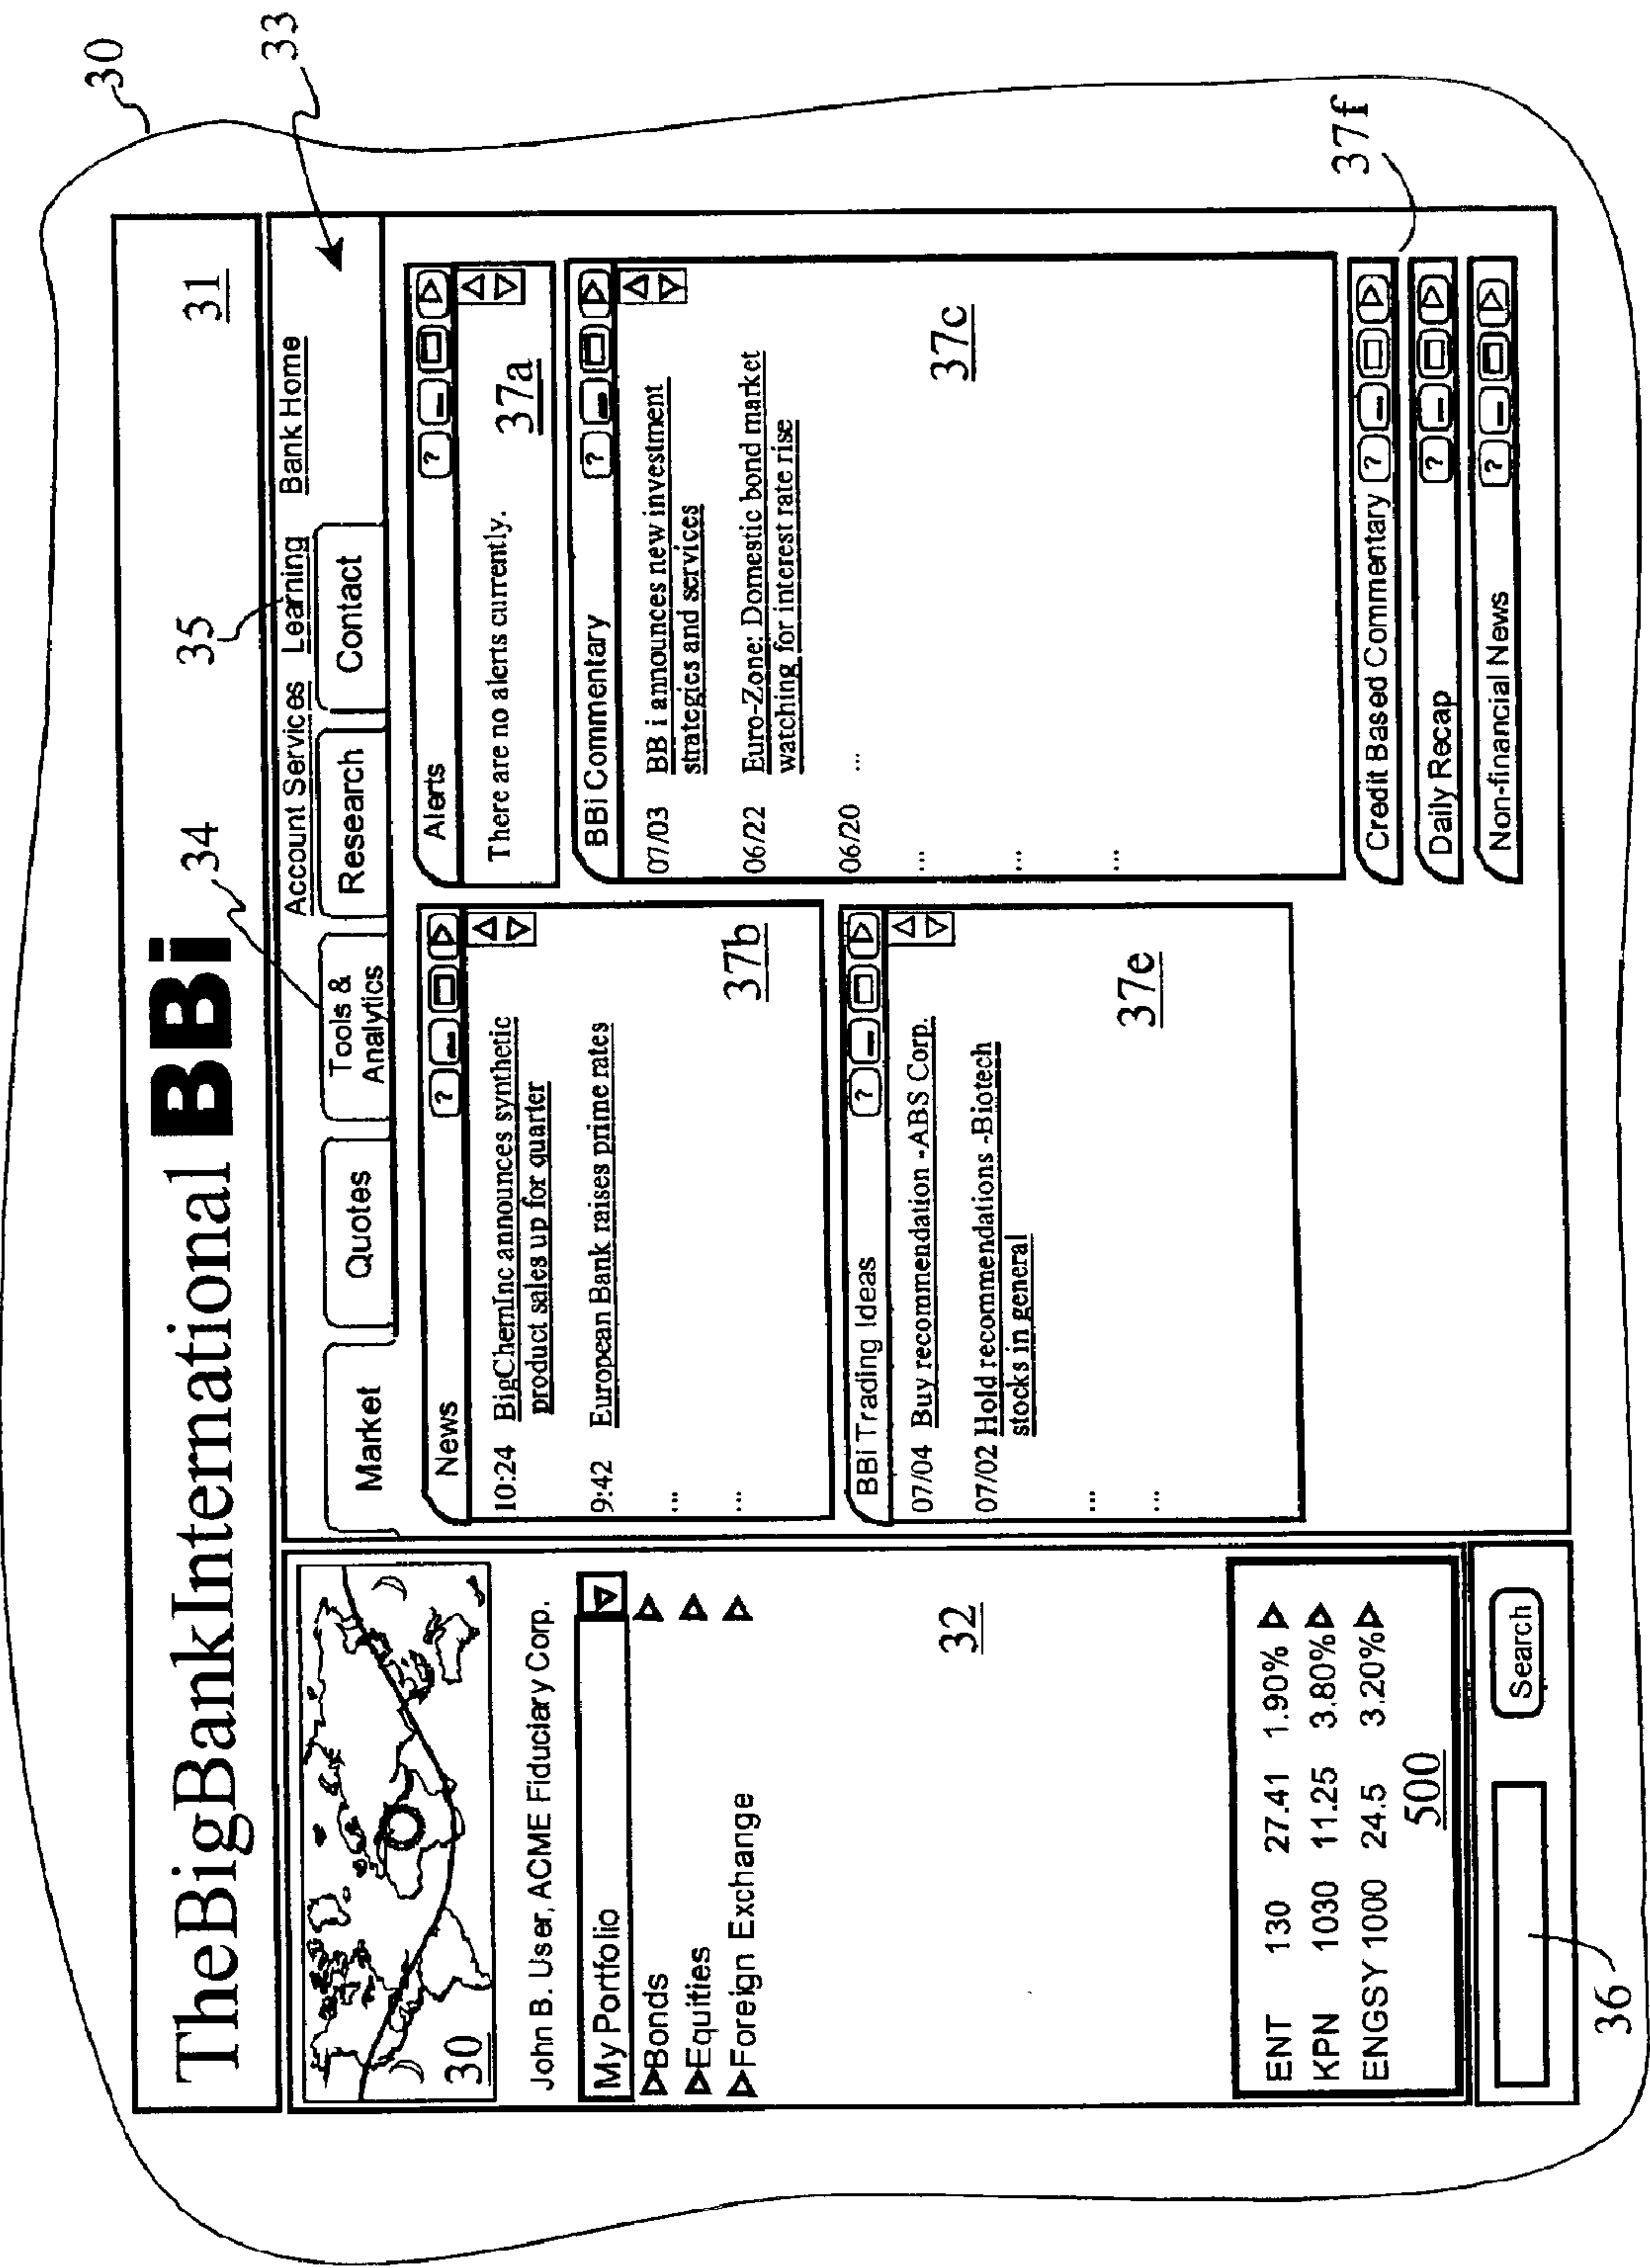 30
33
TheBigBankInternational BBi
31
34
35
Account Services Learning Bank Home
Market
Quotes
Tools &
Analytics
Research
Contact
30
John B. User, ACME Fiduciary Corp.
My Portfolio
Bonds
Equities
Foreign Exchange
32
ENT 130 27.41 1.90%
KPN 1030 11.25 3.80%
ENGSY 1000 24.5 3.20%
500
Search
36
News ?
10:24 BigChemInc announces synthetic
product sales up for quarter
9:42 European Bank raises prime rates
...
...
37b
BBi Trading Ideas ?
07/04 Buy recommendation -ABS Corp.
07/02 Hold recommendations -Biotech
stocks in general
...
...
37e
Alerts ?
There are no alerts currently.
37a
BBi Commentary ?
07/03 BB i announces new investment
strategies and services
06/22 Euro-Zone: Domestic bond market
watching for interest rate rise
06/20 ...
...
...
...
37c
Credit Based Commentary ?
37f
Daily Recap ?
Non-financial News ?